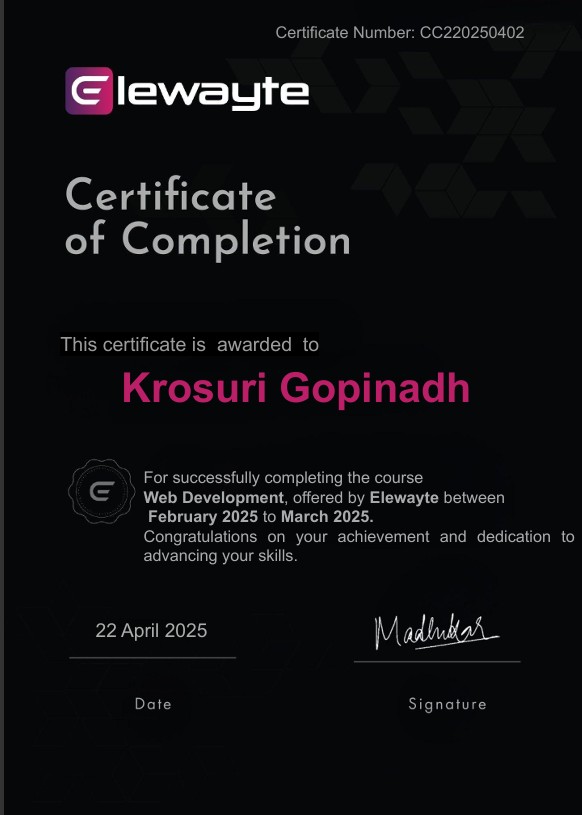 Certificate Number: CC220250402
Elewayte
Certificate
of Completion
This certificate is awarded to
Krosuri Gopinadh
For successfully completing the course
Web Development, offered by Elewayte between
February 2025 to March 2025.
Congratulations on your achievement and dedication to
advancing your skills.
22 April 2025
Madhukar
Date
Signature